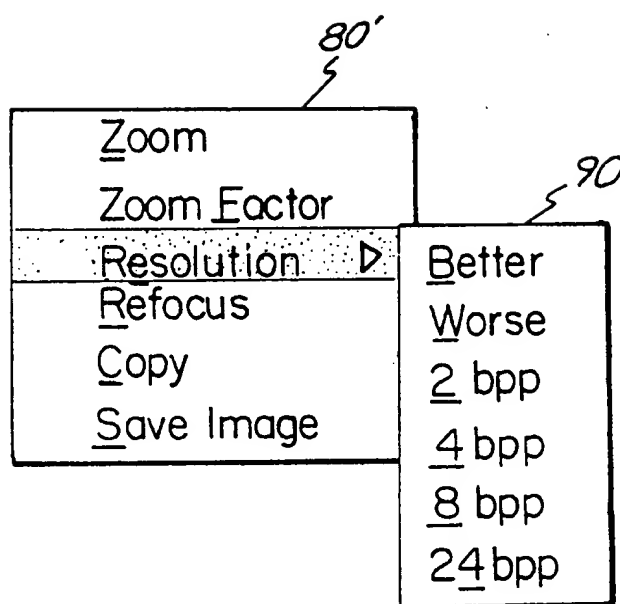 80'
Zoom
Zoom Factor
Resolution
Refocus
Copy
Save Image
90
Better
Worse
2 bpp
4 bpp
8 bpp
24 bpp